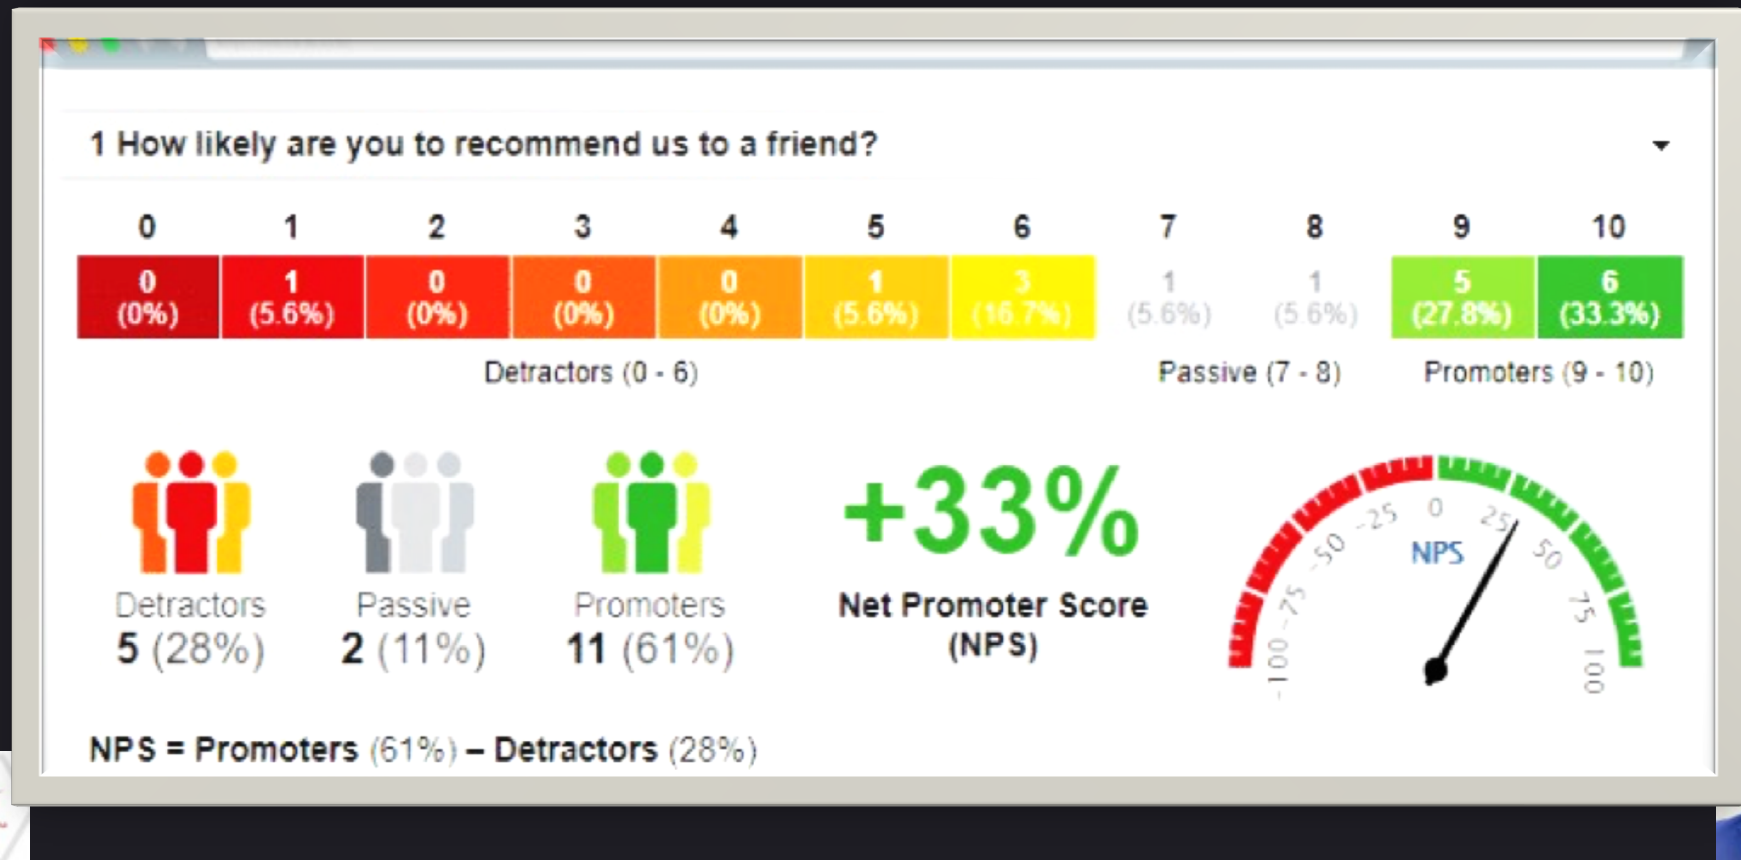 1 How likely are you to recommend us to a friend?
0 1 2 3 4 5 6 7 8 9 10
0 1 0 0 0 1 3 1 1 5 6
(0%) (5.6%) (0%) (0%) (0%) (5.6%) (16.7%) (5.6%) (5.6%) (27.8%) (33.3%)
Detractors (0 - 6) Passive (7 - 8) Promoters (9 - 10)
Detractors
5 (28%)
Passive
2 (11%)
Promoters
11 (61%)
+33%
Net Promoter Score
(NPS)
-100 -75 -50 -25 0 25 50 75 100
NPS
NPS = Promoters (61%) – Detractors (28%)